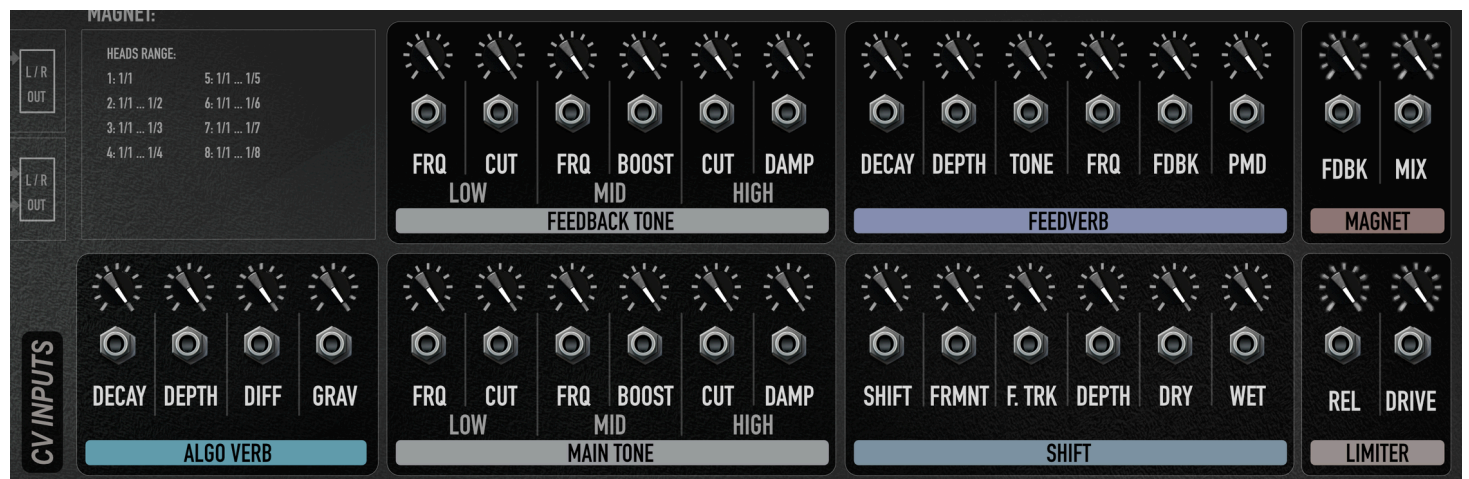 MAGNET:
HEADS RANGE:
1: 1/1
2: 1/1 ... 1/2
3: 1/1 ... 1/3
4: 1/1 ... 1/4
5: 1/1 ... 1/5
6: 1/1 ... 1/6
7: 1/1 ... 1/7
8: 1/1 ... 1/8
L / R
OUT
L / R
OUT
FRQ CUT FRQ BOOST CUT DAMP
LOW MID HIGH
FEEDBACK TONE
DECAY DEPTH TONE FRQ FDBK PMD
FEEDVERB
FDBK MIX
MAGNET
CV INPUTS
DECAY DEPTH DIFF GRAV
ALGO VERB
FRQ CUT FRQ BOOST CUT DAMP
LOW MID HIGH
MAIN TONE
SHIFT FRMNT F. TRK DEPTH DRY WET
SHIFT
REL DRIVE
LIMITER